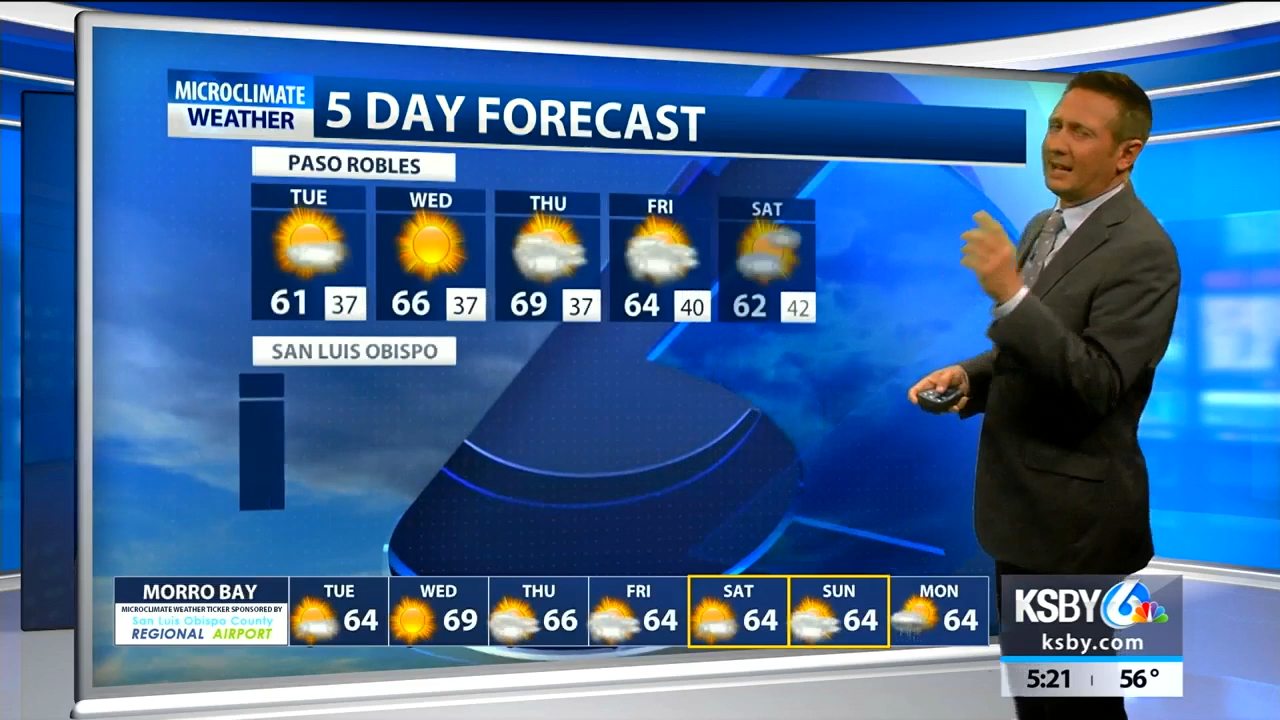 MICROCLIMATE
WEATHER
5 DAY FORECAST
PASO ROBLES
TUE WED THU FRI SAT
61 37 66 37 69 37 64 40 62 42
SAN LUIS OBISPO
MORRO BAY
MICROCLIMATE WEATHER TICKER SPONSORED BY
San Luis Obispo County
REGIONAL AIRPORT
TUE WED THU FRI SAT SUN MON
64 69 66 64 64 64 64
KSBY 6
ksby.com
5:21 56°